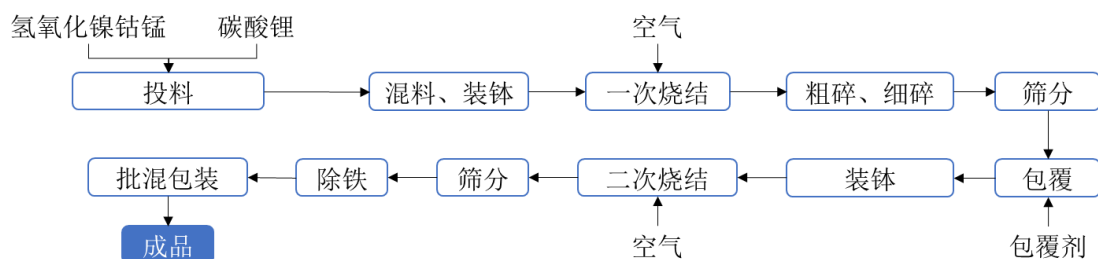 氢氧化镍钴锰
碳酸锂
空气
投料
混料、装钵
一次烧结
粗碎、细碎
筛分
批混包装
除铁
筛分
二次烧结
装钵
包覆
成品
空气
包覆剂